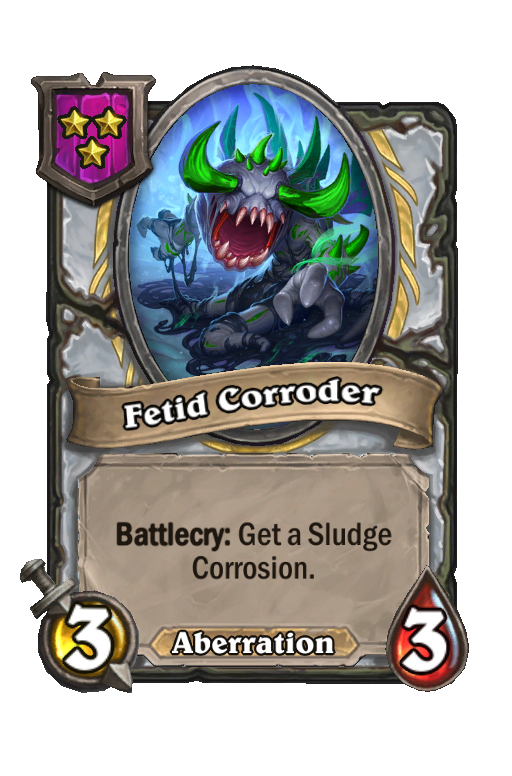 Fetid Corroder
Battlecry: Get a Sludge
Corrosion.
3
Aberration
3